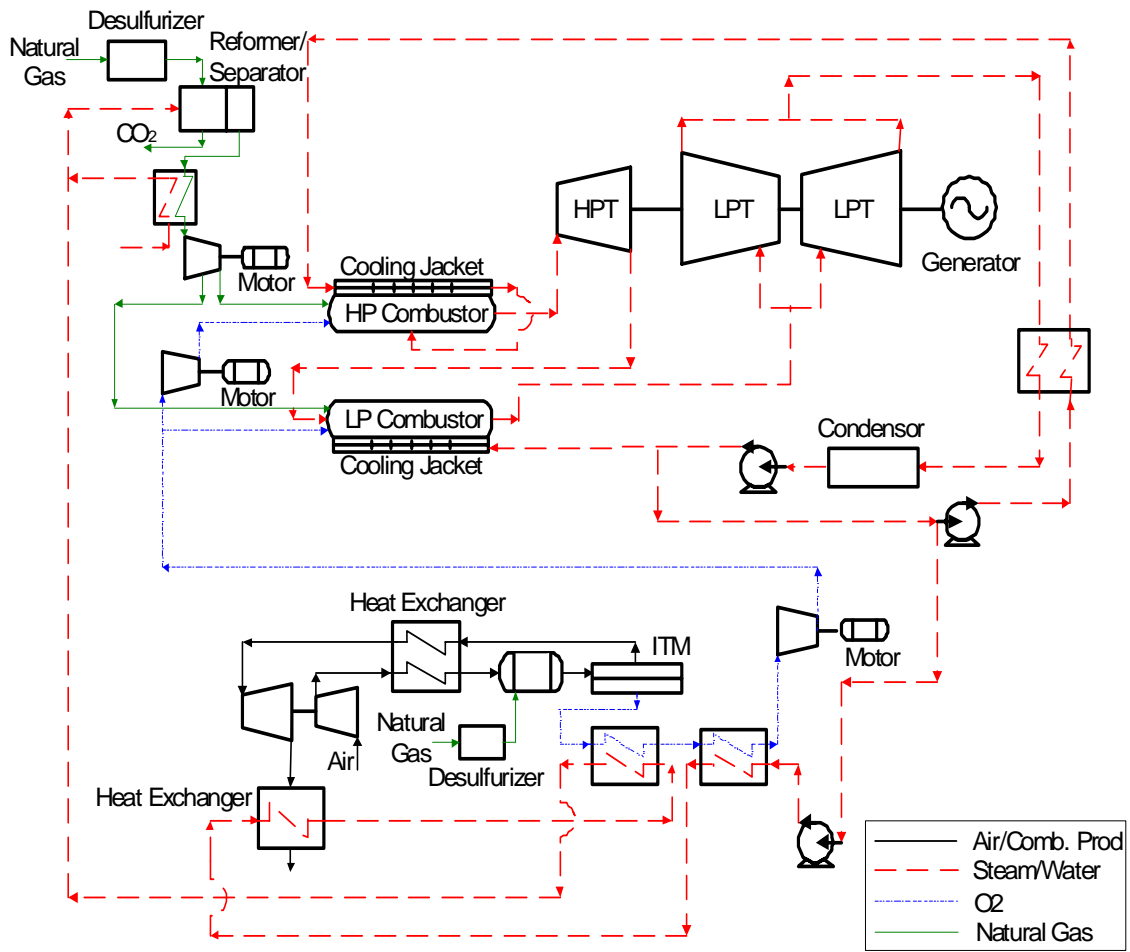 Desulfurizer
Natural
Gas
Reformer/
Separator
CO2
HPT
LPT
LPT
Generator
Motor
Cooling Jacket
HP Combustor
Motor
LP Combustor
Cooling Jacket
Condensor
Heat Exchanger
ITM
Motor
Natural
Gas
Air
Desulfurizer
Heat Exchanger
Air/Comb. Prod
Steam/Water
O2
Natural Gas